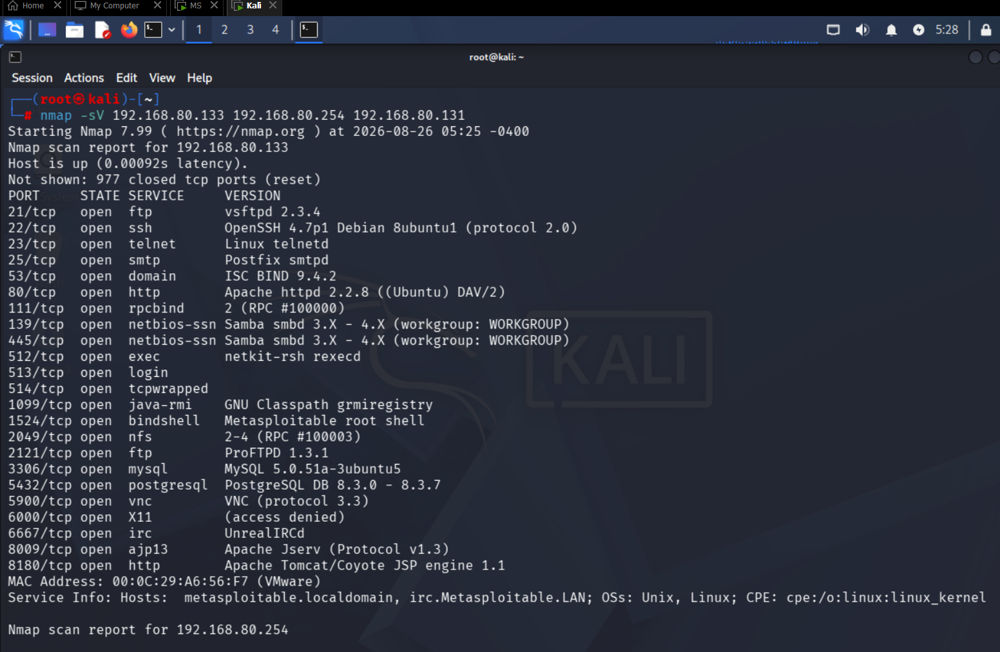 Home My Computer MS Kali
1 2 3 4 5:28
root@kali: ~
Session Actions Edit View Help
(root㉿kali)-[~]
# nmap -sV 192.168.80.133 192.168.80.254 192.168.80.131
Starting Nmap 7.99 ( https://nmap.org ) at 2026-08-26 05:25 -0400
Nmap scan report for 192.168.80.133
Host is up (0.00092s latency).
Not shown: 977 closed tcp ports (reset)
PORT     STATE SERVICE     VERSION
21/tcp   open  ftp         vsftpd 2.3.4
22/tcp   open  ssh         OpenSSH 4.7p1 Debian 8ubuntu1 (protocol 2.0)
23/tcp   open  telnet      Linux telnetd
25/tcp   open  smtp        Postfix smtpd
53/tcp   open  domain      ISC BIND 9.4.2
80/tcp   open  http        Apache httpd 2.2.8 ((Ubuntu) DAV/2)
111/tcp  open  rpcbind     2 (RPC #100000)
139/tcp  open  netbios-ssn Samba smbd 3.X - 4.X (workgroup: WORKGROUP)
445/tcp  open  netbios-ssn Samba smbd 3.X - 4.X (workgroup: WORKGROUP)
512/tcp  open  exec        netkit-rsh rexecd
513/tcp  open  login
514/tcp  open  tcpwrapped
1099/tcp open  java-rmi    GNU Classpath grmiregistry
1524/tcp open  bindshell   Metasploitable root shell
2049/tcp open  nfs         2-4 (RPC #100003)
2121/tcp open  ftp         ProFTPD 1.3.1
3306/tcp open  mysql       MySQL 5.0.51a-3ubuntu5
5432/tcp open  postgresql  PostgreSQL DB 8.3.0 - 8.3.7
5900/tcp open  vnc         VNC (protocol 3.3)
6000/tcp open  X11         (access denied)
6667/tcp open  irc         UnrealIRCd
8009/tcp open  ajp13       Apache Jserv (Protocol v1.3)
8180/tcp open  http        Apache Tomcat/Coyote JSP engine 1.1
MAC Address: 00:0C:29:A6:56:F7 (VMware)
Service Info: Hosts:  metasploitable.localdomain, irc.Metasploitable.LAN; OSs: Unix, Linux; CPE: cpe:/o:linux:linux_kernel
Nmap scan report for 192.168.80.254
KALI